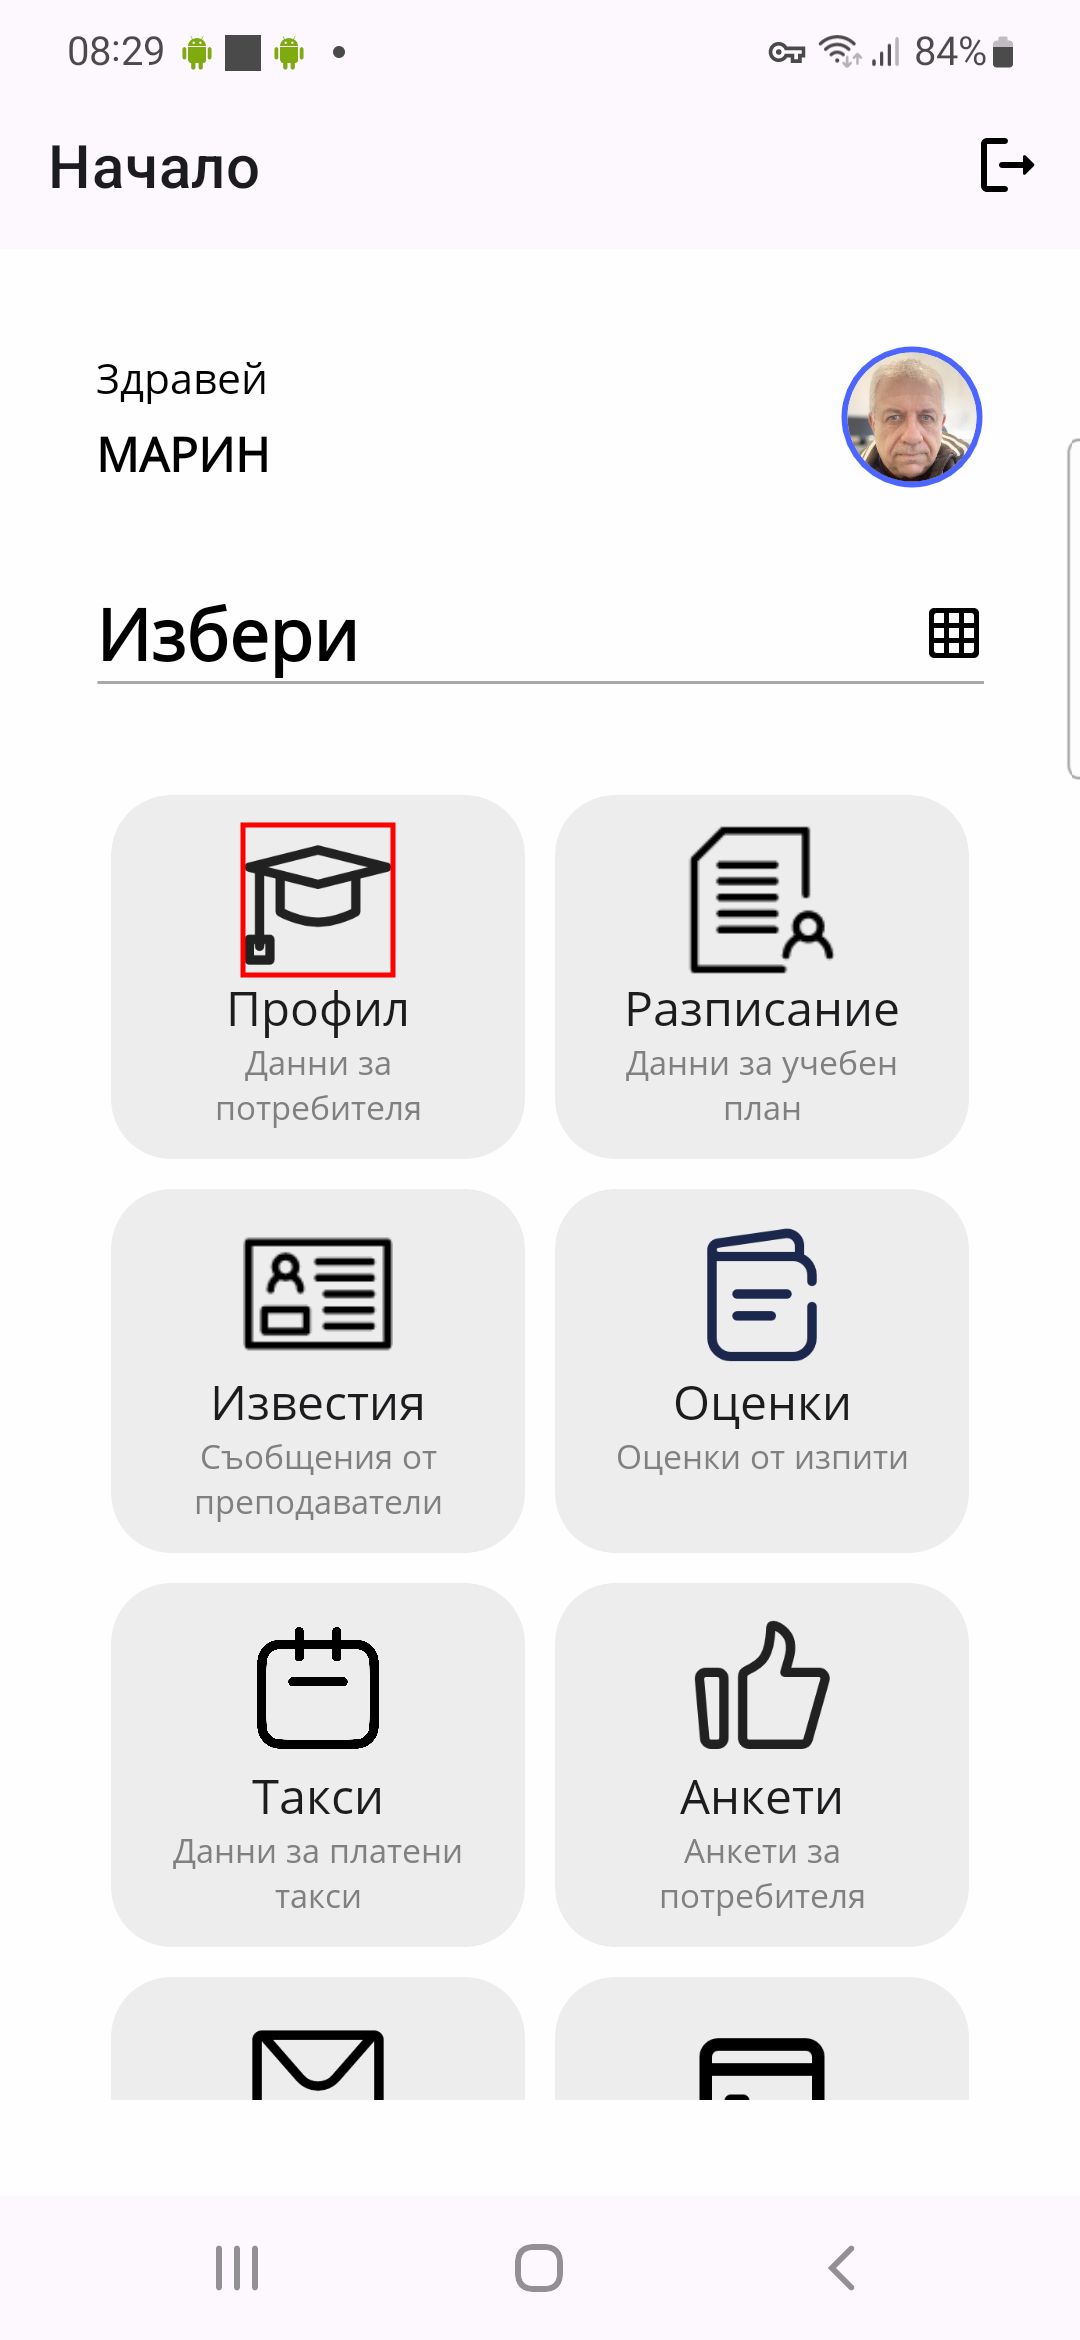 08:29
84%
Начало
Здравей
МАРИН
Избери
Профил
Данни за
потребителя
Разписание
Данни за учебен
план
Известия
Съобщения от
преподаватели
Оценки
Оценки от изпити
Такси
Данни за платени
такси
Анкети
Анкети за
потребителя